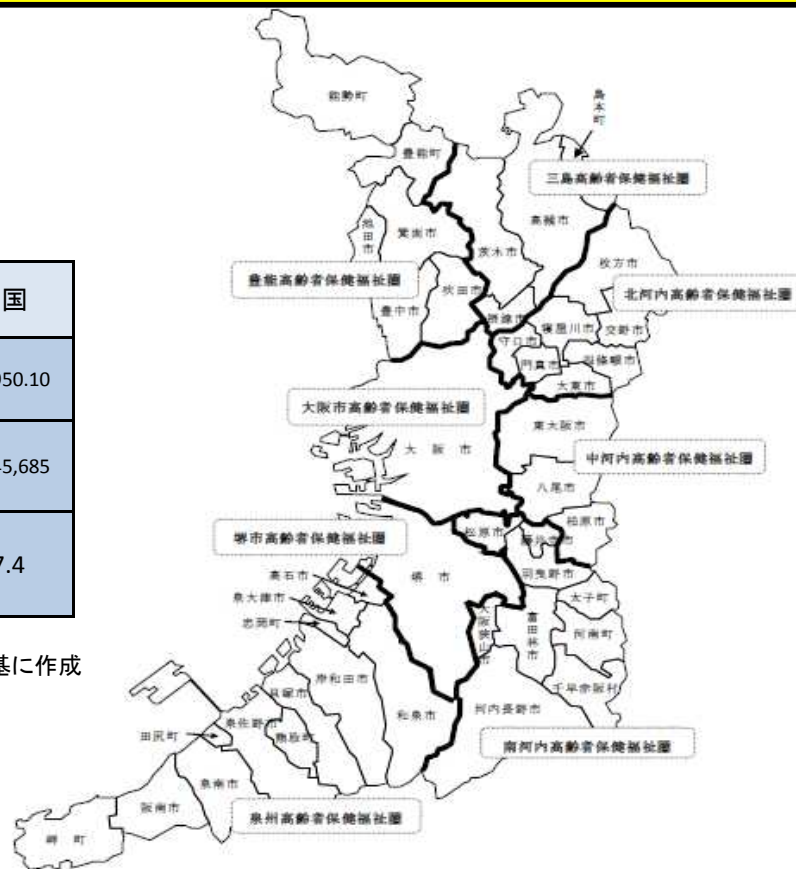 国
950.10
45,685
7.4
基に作成
能勢町
島本町
豊能町
三島高齢者保健福祉圏
高槻市
池田市
箕面市
茨木市
枚方市
豊能高齢者保健福祉圏
吹田市
北河内高齢者保健福祉圏
豊中市
摂津市
寝屋川市
交野市
守口市
門真市
四條畷市
大東市
大阪市高齢者保健福祉圏
東大阪市
大阪市
中河内高齢者保健福祉圏
八尾市
柏原市
松原市
藤井寺市
堺市高齢者保健福祉圏
堺市
羽曳野市
高石市
太子町
泉大津市
大阪狭山市
富田林市
河南町
忠岡町
岸和田市
千早赤阪村
貝塚市
和泉市
河内長野市
泉佐野市
熊取町
田尻町
南河内高齢者保健福祉圏
泉南市
阪南市
泉州高齢者保健福祉圏
岬町